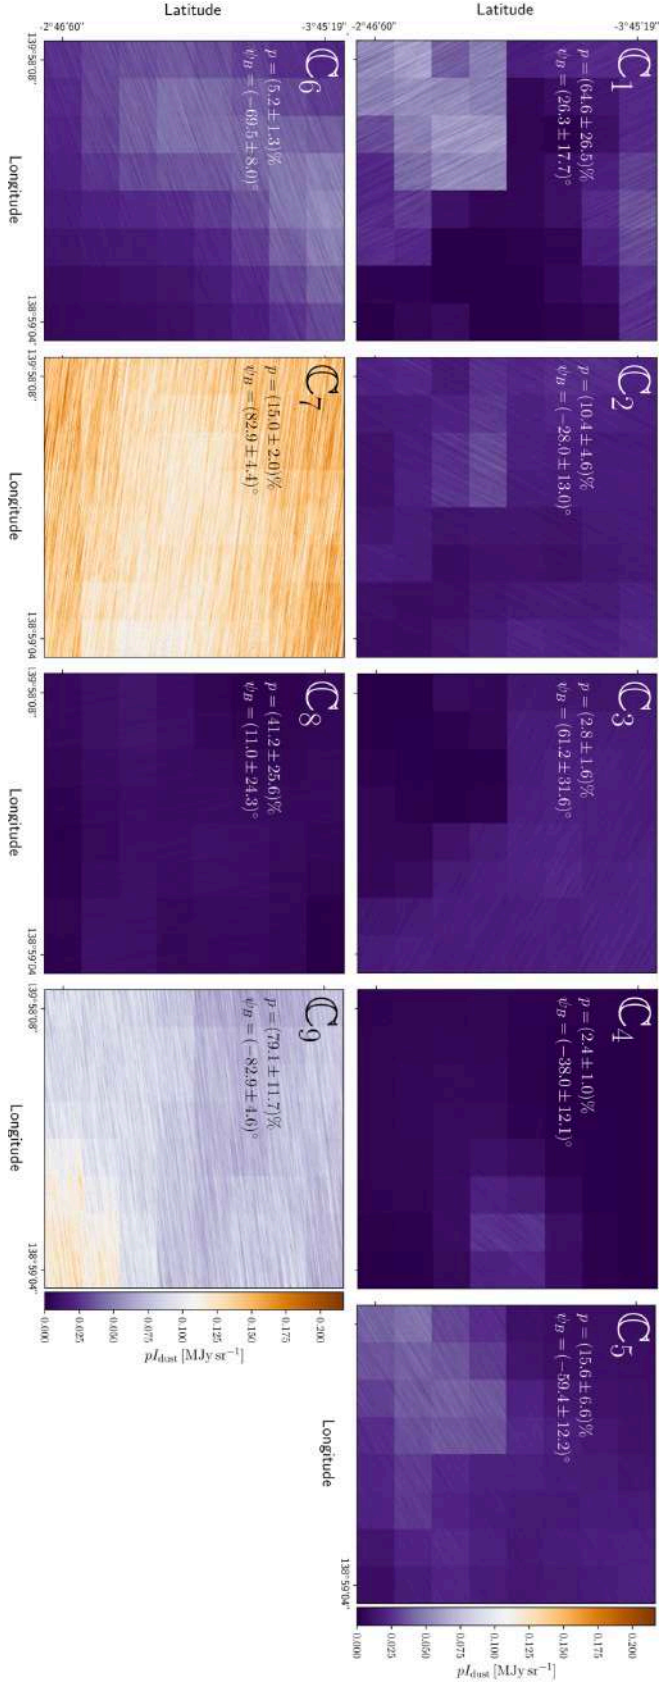 Latitude
-3°45'19"
-2°46'60"
ℂ1
p = (64.6 ± 26.5)%
ψB = (26.3 ± 17.7)°
ℂ2
p = (10.4 ± 4.6)%
ψB = (−28.0 ± 13.0)°
ℂ3
p = (2.8 ± 1.6)%
ψB = (61.2 ± 31.6)°
ℂ4
p = (2.4 ± 1.0)%
ψB = (−38.0 ± 12.1)°
ℂ5
p = (15.6 ± 6.6)%
ψB = (−59.4 ± 12.2)°
138°59'04"
Longitude
0.000
0.025
0.050
0.075
0.100
0.125
0.150
0.175
0.200
pIdust [MJy sr−1]
Latitude
-3°45'19"
-2°46'60"
ℂ6
p = (5.2 ± 1.3)%
ψB = (−69.5 ± 8.0)°
ℂ7
p = (15.0 ± 2.0)%
ψB = (82.9 ± 4.4)°
ℂ8
p = (41.2 ± 25.6)%
ψB = (11.0 ± 24.3)°
ℂ9
p = (79.1 ± 11.7)%
ψB = (−82.9 ± 4.6)°
139°58'08"
138°59'04"
39°58'08"
138°59'04
39°58'08"
138°59'04
39°58'08"
138°59'04"
Longitude
Longitude
Longitude
Longitude
0.000
0.025
0.050
0.075
0.100
0.125
0.150
0.175
0.200
pIdust [MJy sr−1]